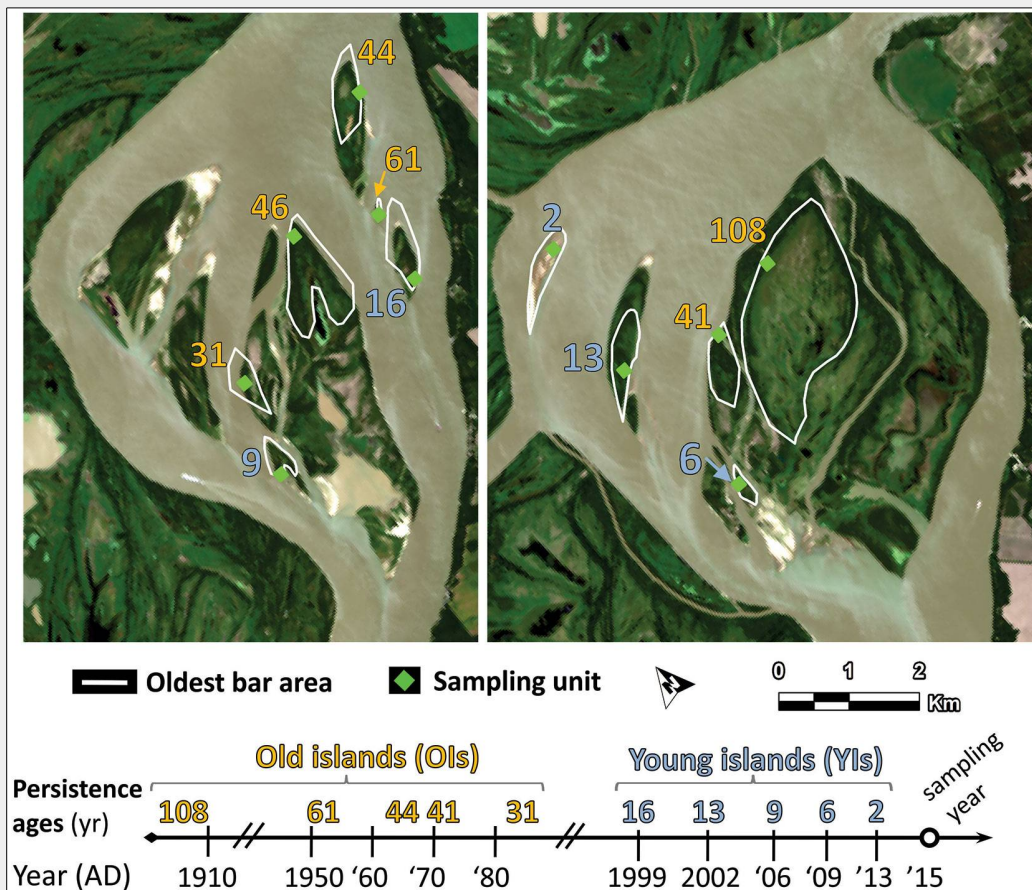 44
61
46
16
31
9
2
108
41
13
6
Oldest bar area
Sampling unit
N
0 1 2
Km
Old islands (OIs)
Young islands (YIs)
sampling
year
Persistence
ages (yr)
108 61 44 41 31 16 13 9 6 2
Year (AD)
1910 1950 ‘60 ‘70 ‘80 1999 2002 ‘06 ‘09 ’13 ’15